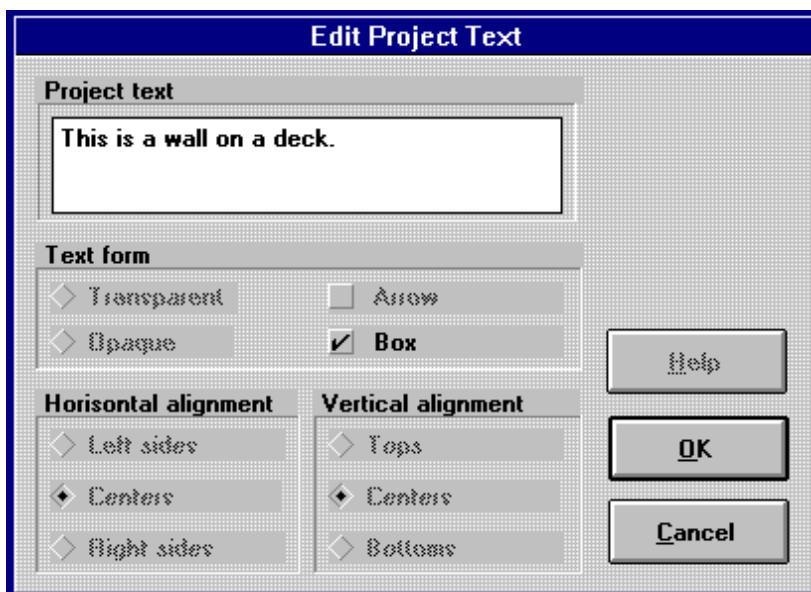 Edit Project Text
Project text
This is a wall on a deck.
Text form
Transparent
Arrow
Opaque
Box
Help
Horisontal alignment
Vertical alignment
Left sides
Tops
OK
Centers
Centers
Right sides
Bottoms
Cancel